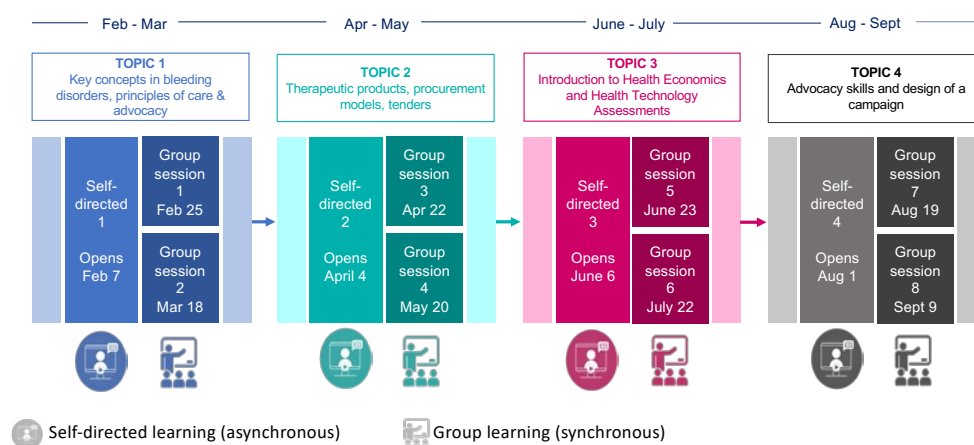 Feb - Mar
Apr - May
June - July
Aug - Sept
TOPIC 1
Key concepts in bleeding
disorders, principles of care &
advocacy
TOPIC 2
Therapeutic products, procurement
models, tenders
TOPIC 3
Introduction to Health Economics
and Health Technology
Assessments
TOPIC 4
Advocacy skills and design of a
campaign
Self-
directed
1
Opens
Feb 7
Group
session
1
Feb 25
Group
session
2
Mar 18
Self-
directed
2
Opens
April 4
Group
session
3
Apr 22
Group
session
4
May 20
Self-
directed
3
Opens
June 6
Group
session
5
June 23
Group
session
6
July 22
Self-
directed
4
Opens
Aug 1
Group
session
7
Aug 19
Group
session
8
Sept 9
Self-directed learning (asynchronous)
Group learning (synchronous)